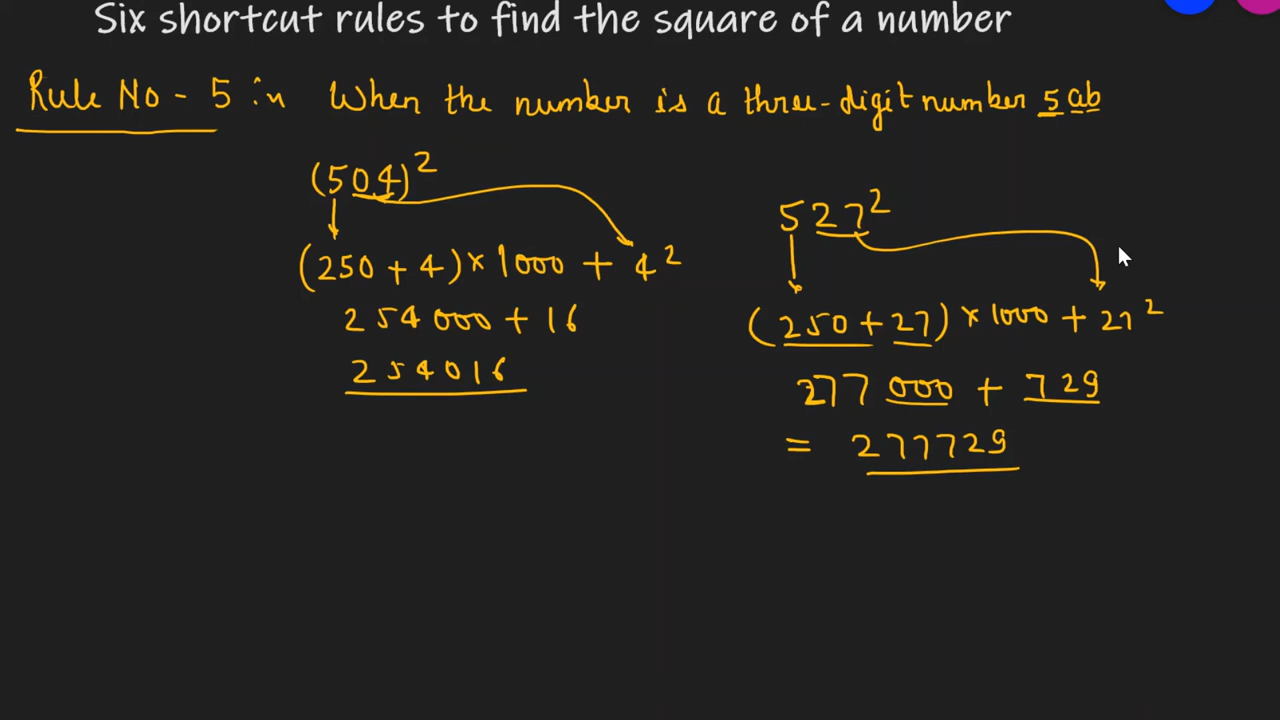 Six shortcut rules to find the square of a number
Rule No - 5 :n When the number is a three-digit number 5ab
(504)²
(250 + 4) × 1000 + 4²
254000 + 16
254016
527²
(250 + 27) × 1000 + 27²
277000 + 729
= 277729